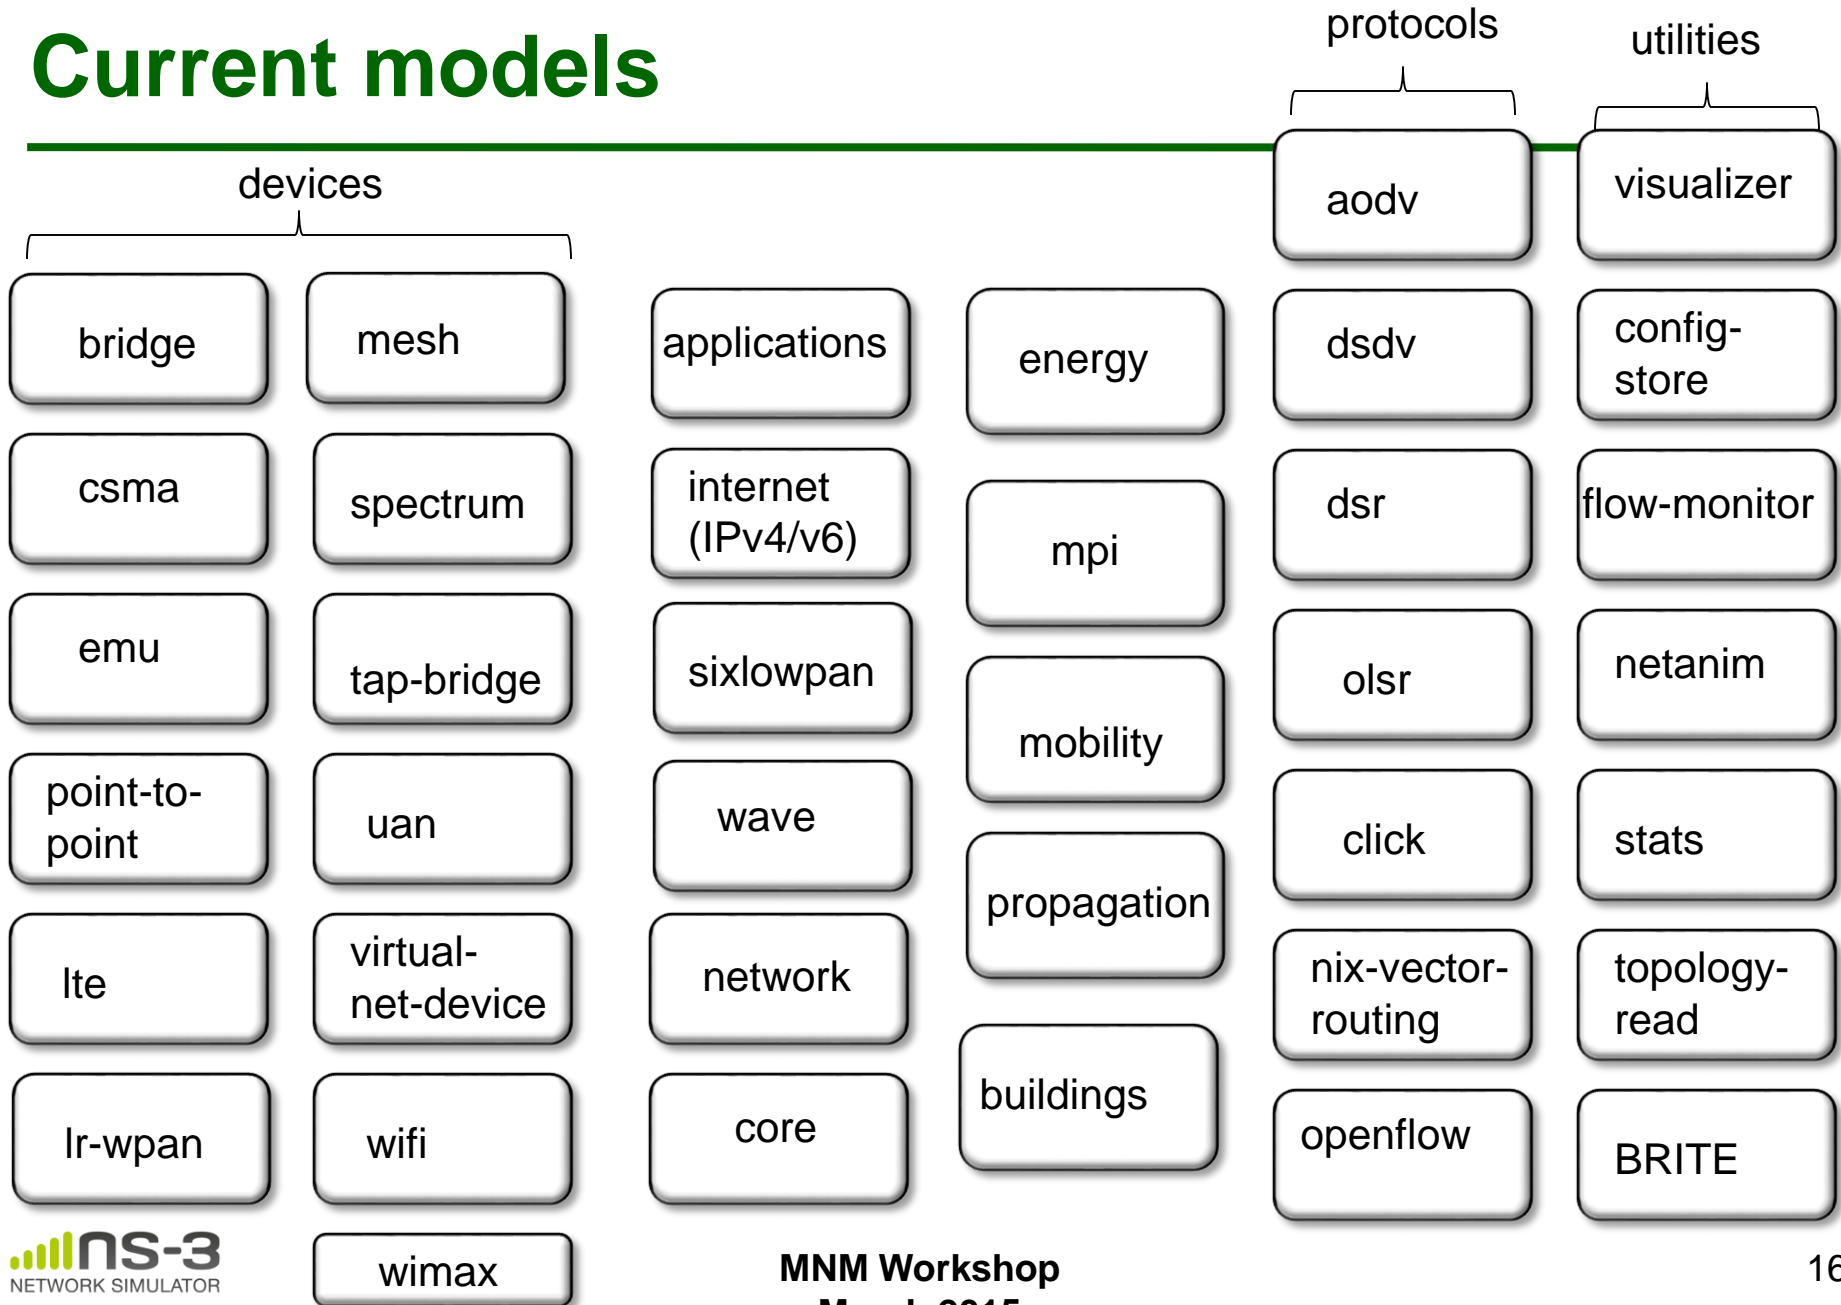 Current models
protocols
utilities
devices
bridge
csma
emu
point-to-
point
lte
lr-wpan
mesh
spectrum
tap-bridge
uan
virtual-
net-device
wifi
wimax
applications
internet
(IPv4/v6)
sixlowpan
wave
network
core
energy
mpi
mobility
propagation
buildings
aodv
dsdv
dsr
olsr
click
nix-vector-
routing
openflow
visualizer
config-
store
flow-monitor
netanim
stats
topology-
read
BRITE
ns-3
NETWORK SIMULATOR
MNM Workshop
March 2015
16